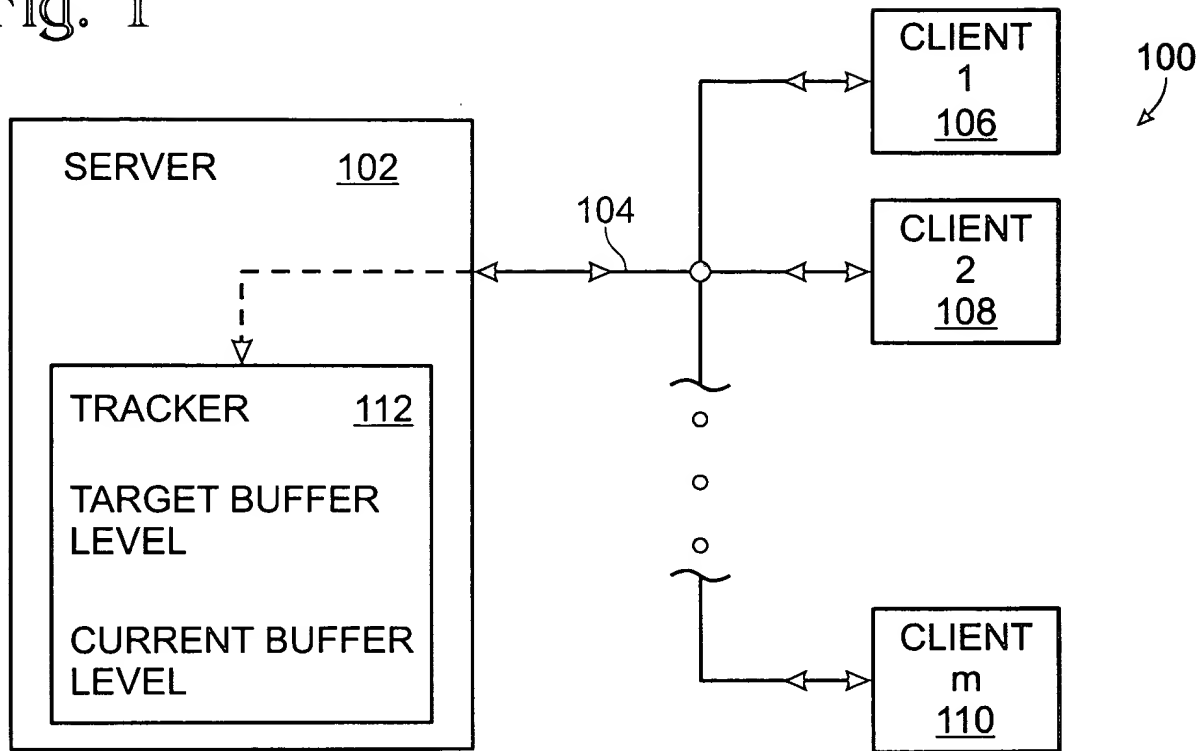 Fig. 1
CLIENT
1
106
100
SERVER 102
104
CLIENT
2
108
TRACKER 112
TARGET BUFFER
LEVEL
CURRENT BUFFER
LEVEL
CLIENT
m
110